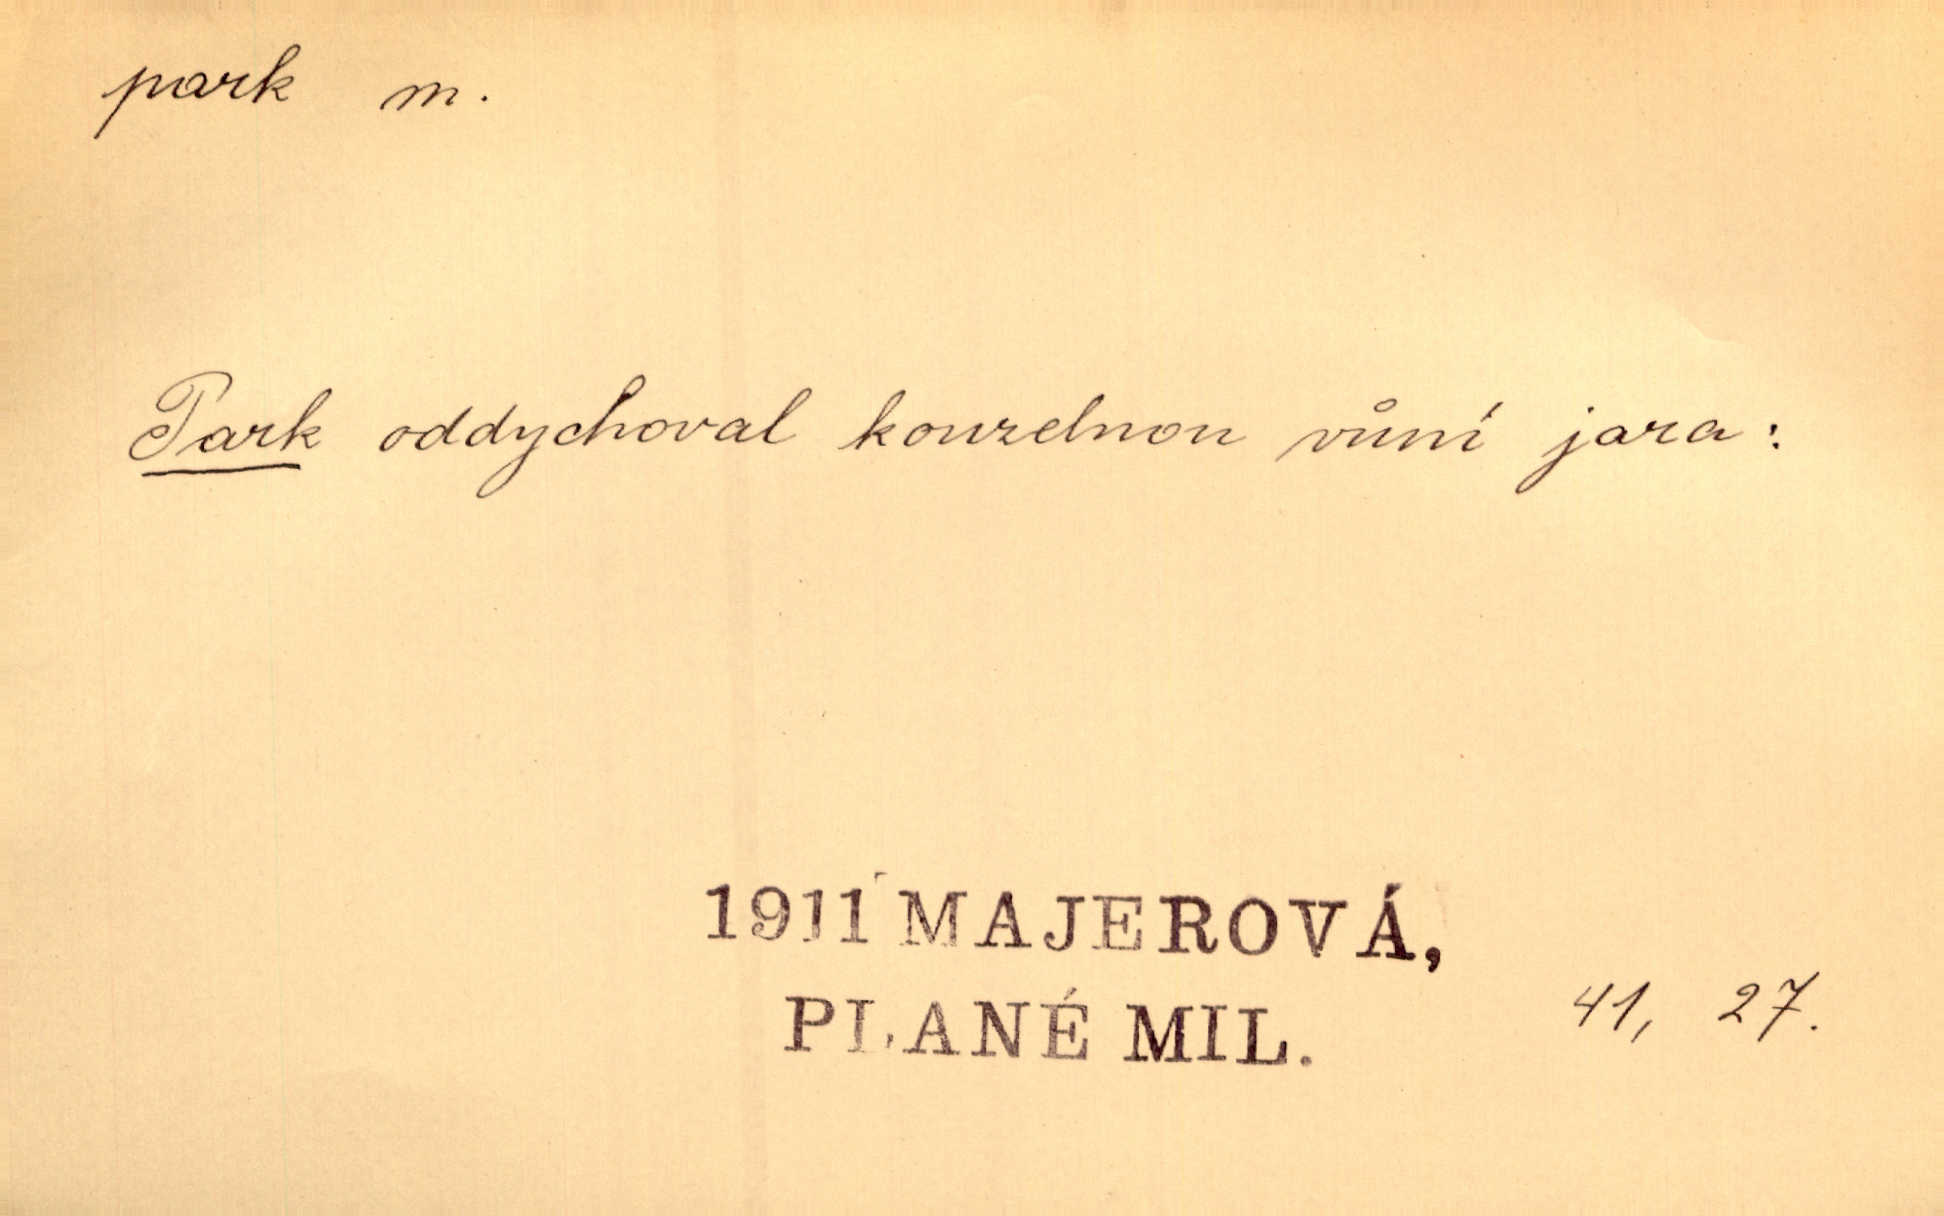 park m.
Park oddychoval kouzelnou vůní jara:
1911 MAJEROVÁ,
PLANÉ MIL. 41, 27.